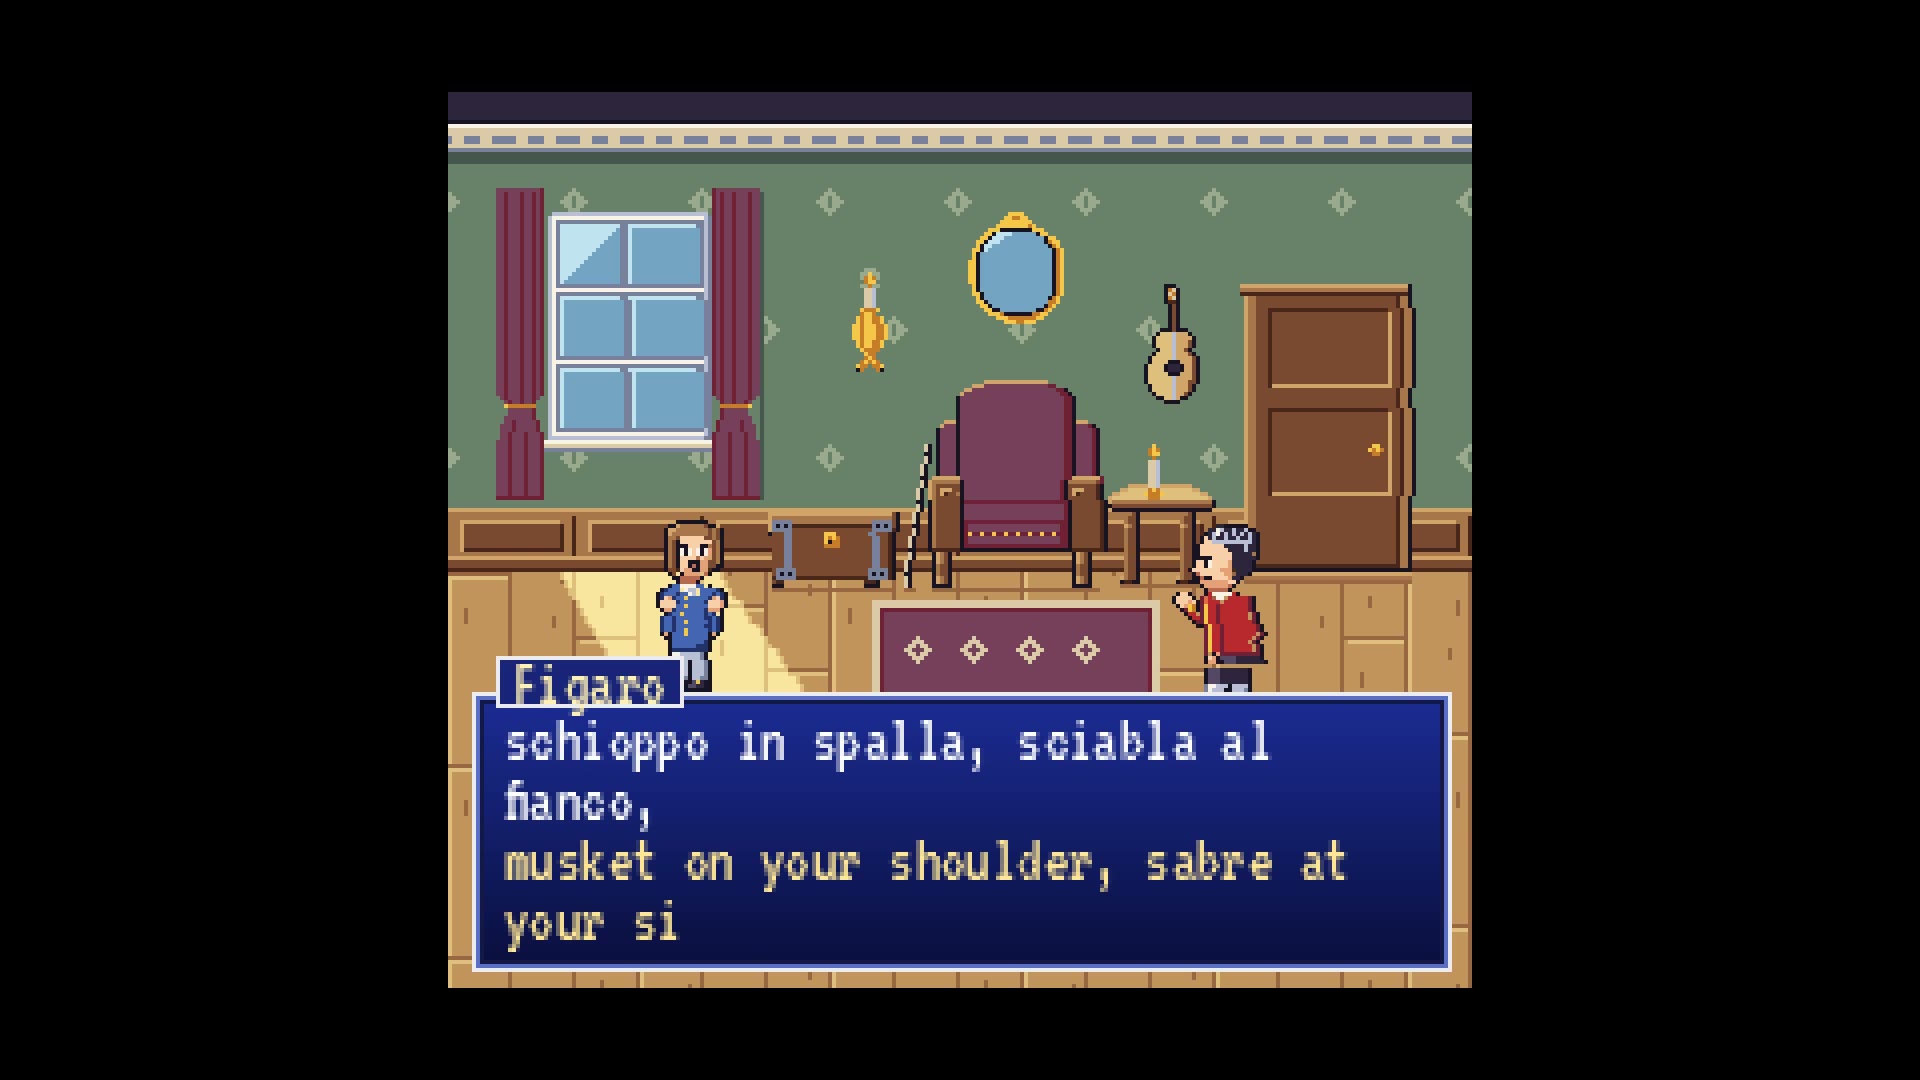 Figaro
schioppo in spalla, sciabla al
fianco,
musket on your shoulder, sabre at
your si